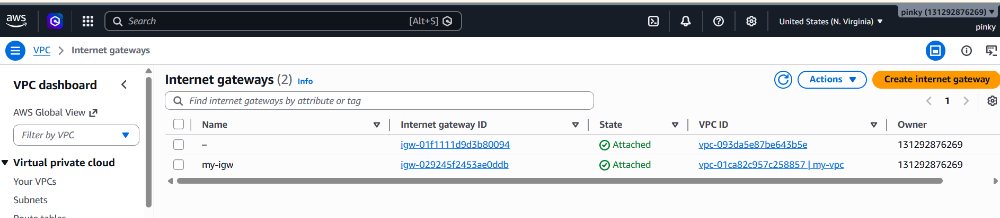 aws
Search
[Alt+S]
United States (N. Virginia)
pinky (131292876269)
pinky
VPC
Internet gateways
VPC dashboard
AWS Global View
Filter by VPC
Virtual private cloud
Your VPCs
Subnets
Route tables
Internet gateways (2) Info
Actions
Create internet gateway
Find internet gateways by attribute or tag
1
Name Internet gateway ID State VPC ID Owner
– igw-01f1111d9d3b80094 Attached vpc-093da5e87be643b5e 131292876269
my-igw igw-029245f2453ae0ddb Attached vpc-01ca82c957c258857 | my-vpc 131292876269